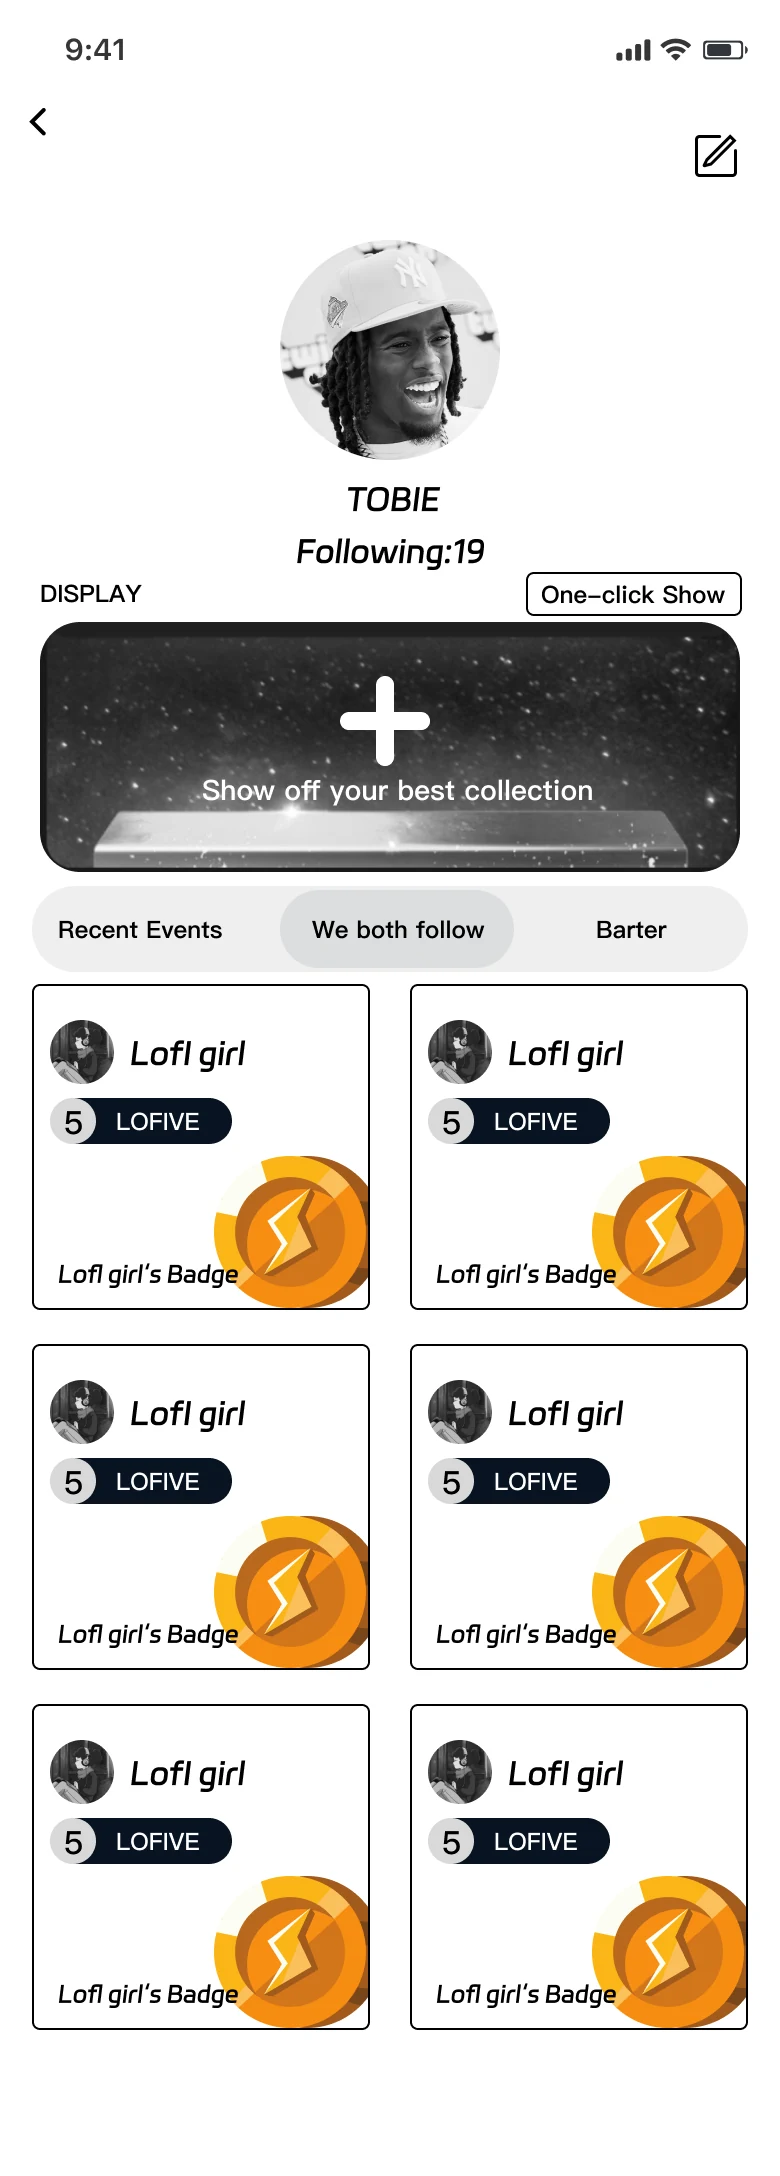 9:41
NY
TOBIE
Following:19
DISPLAY
One-click Show
Show off your best collection
Recent Events
We both follow
Barter
Lofl girl
Lofl girl
5 LOFIVE
5 LOFIVE
Lofl girl's Badge
Lofl girl's Badge
Lofl girl
Lofl girl
5 LOFIVE
5 LOFIVE
Lofl girl's Badge
Lofl girl's Badge
Lofl girl
Lofl girl
5 LOFIVE
5 LOFIVE
Lofl girl's Badge
Lofl girl's Badge